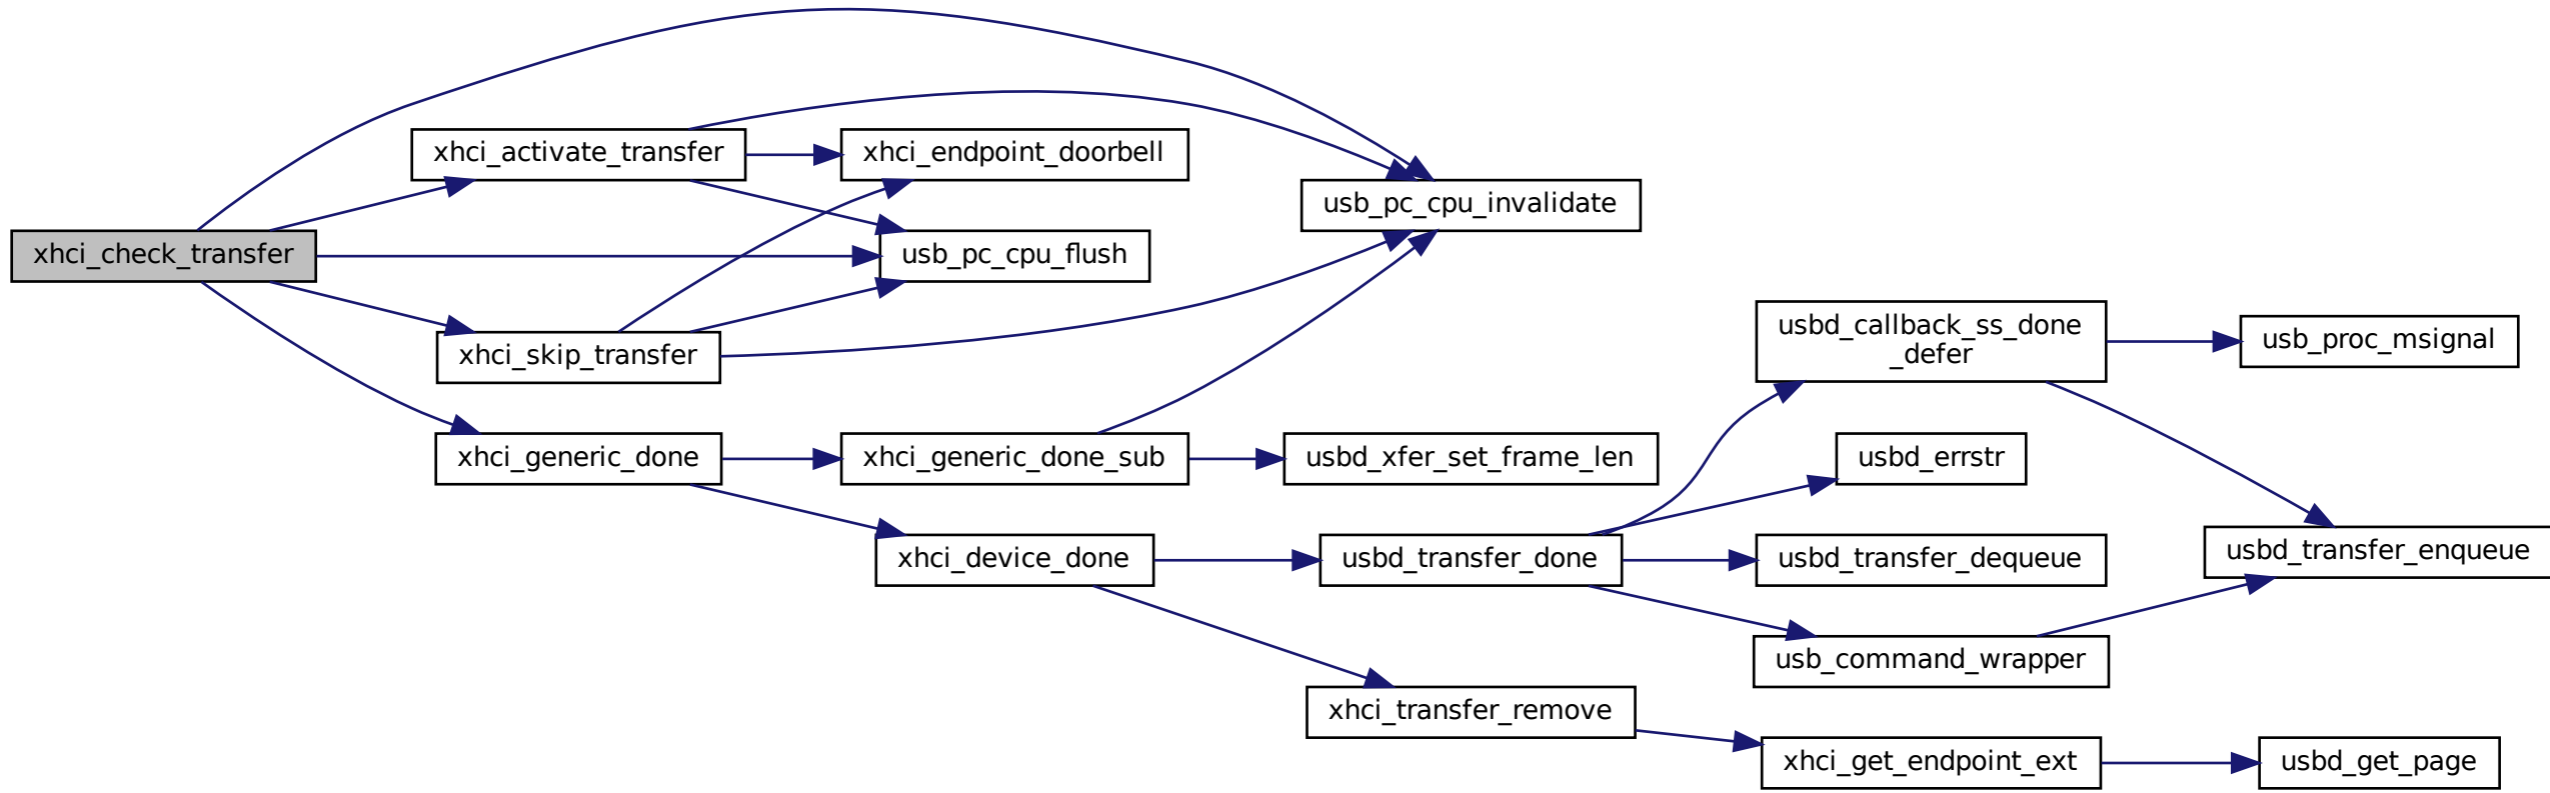 xhci_check_transfer
xhci_activate_transfer
xhci_skip_transfer
xhci_generic_done
xhci_endpoint_doorbell
usb_pc_cpu_flush
xhci_generic_done_sub
xhci_device_done
usb_pc_cpu_invalidate
usbd_xfer_set_frame_len
usbd_transfer_done
xhci_transfer_remove
usbd_callback_ss_done
_defer
usbd_errstr
usbd_transfer_dequeue
usb_command_wrapper
xhci_get_endpoint_ext
usb_proc_msignal
usbd_transfer_enqueue
usbd_get_page